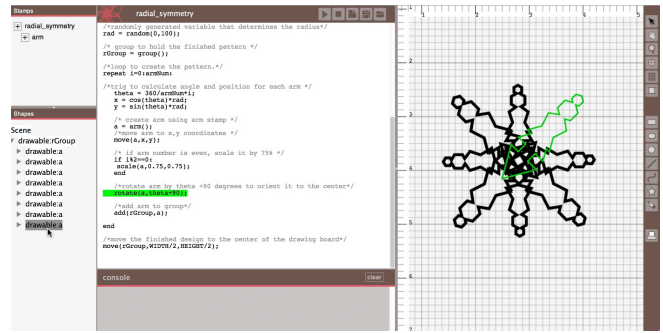 Stamps
radial_symmetry
arm
Shapes
Scene
drawable:rGroup
drawable:a
drawable:a
drawable:a
drawable:a
drawable:a
drawable:a
drawable:a
drawable:a
radial_symmetry
/*randomly generated variable that determines the radius*/
rad = random(0,100);
/* group to hold the finished pattern */
rGroup = group();
/*loop to create the pattern.*/
repeat i=0:armNum;
/*trig to calculate angle and position for each arm */
theta = 360/armNum*i;
x = cos(theta)*rad;
y = sin(theta)*rad;
/* create arm using arm stamp */
a = arm();
/*move arm to x,y coordinates */
move(a,x,y);
/* if arm number is even, scale it by 75% */
if i%2==0;
scale(a,0.75,0.75);
end
/*rotate arm by theta +90 degrees to orient it to the center*/
rotate(a,theta+90);
/*add arm to group*/
add(rGroup,a);
end
/*move the finished design to the center of the drawing board*/
move(rGroup,WIDTH/2,HEIGHT/2);
console
clear
1
1
2
3
4
5
2
3
4
5
6
7